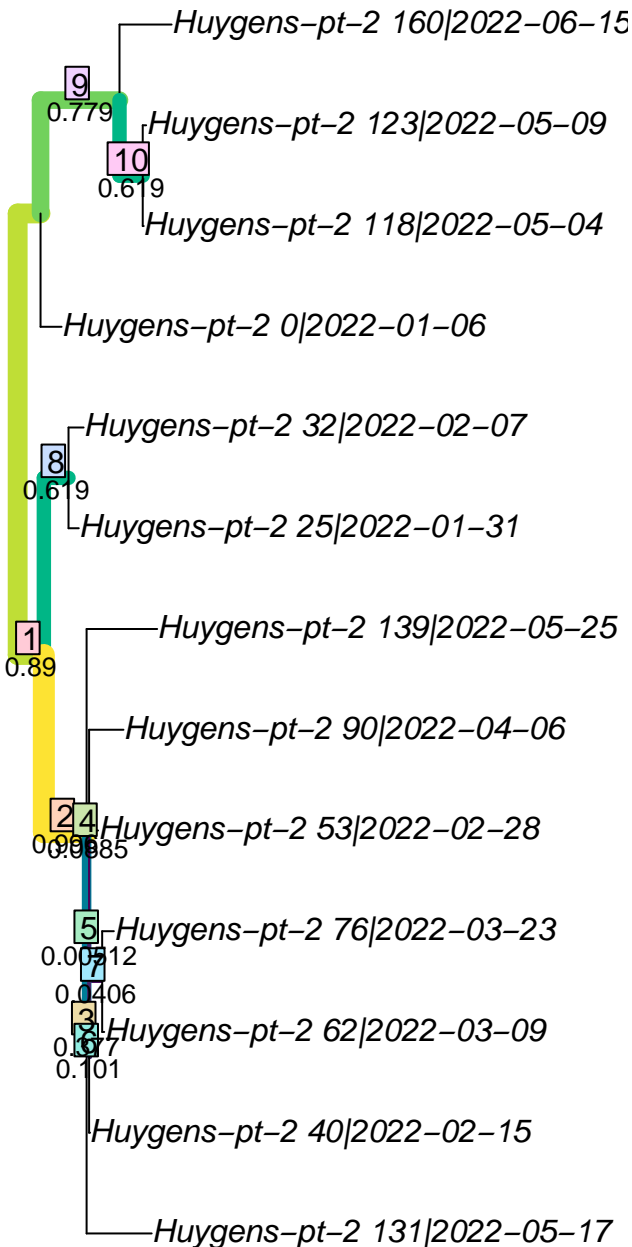 Huygens-pt-2 160|2022-06-15
9
0.779
Huygens-pt-2 123|2022-05-09
10
0.619
Huygens-pt-2 118|2022-05-04
Huygens-pt-2 0|2022-01-06
Huygens-pt-2 32|2022-02-07
8
0.619
Huygens-pt-2 25|2022-01-31
Huygens-pt-2 139|2022-05-25
1
0.89
Huygens-pt-2 90|2022-04-06
2
4
Huygens-pt-2 53|2022-02-28
0.0885
5
Huygens-pt-2 76|2022-03-23
0.00512
7
0.0406
3
Huygens-pt-2 62|2022-03-09
6
0.101
Huygens-pt-2 40|2022-02-15
Huygens-pt-2 131|2022-05-17